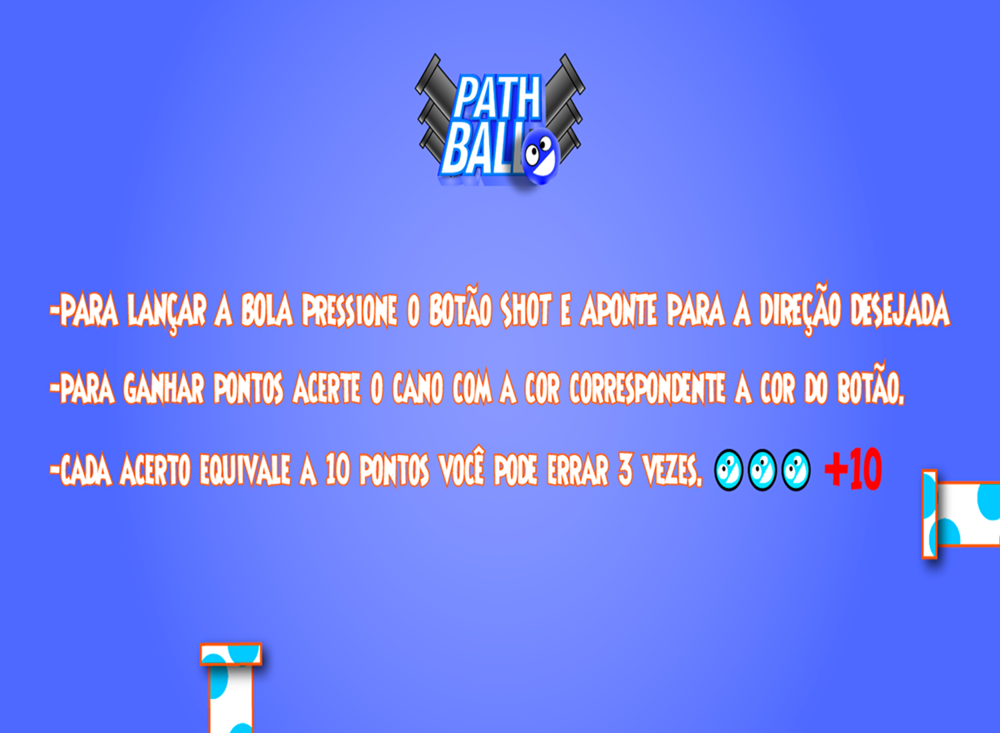 PATH
BALL
-PARA LANÇAR A BOLA PRESSIONE O BOTÃO SHOT E APONTE PARA A DIREÇÃO DESEJADA
-PARA GANHAR PONTOS ACERTE O CANO COM A COR CORRESPONDENTE A COR DO BOTÃO.
-CADA ACERTO EQUIVALE A 10 PONTOS VOCÊ PODE ERRAR 3 VEZES. +10